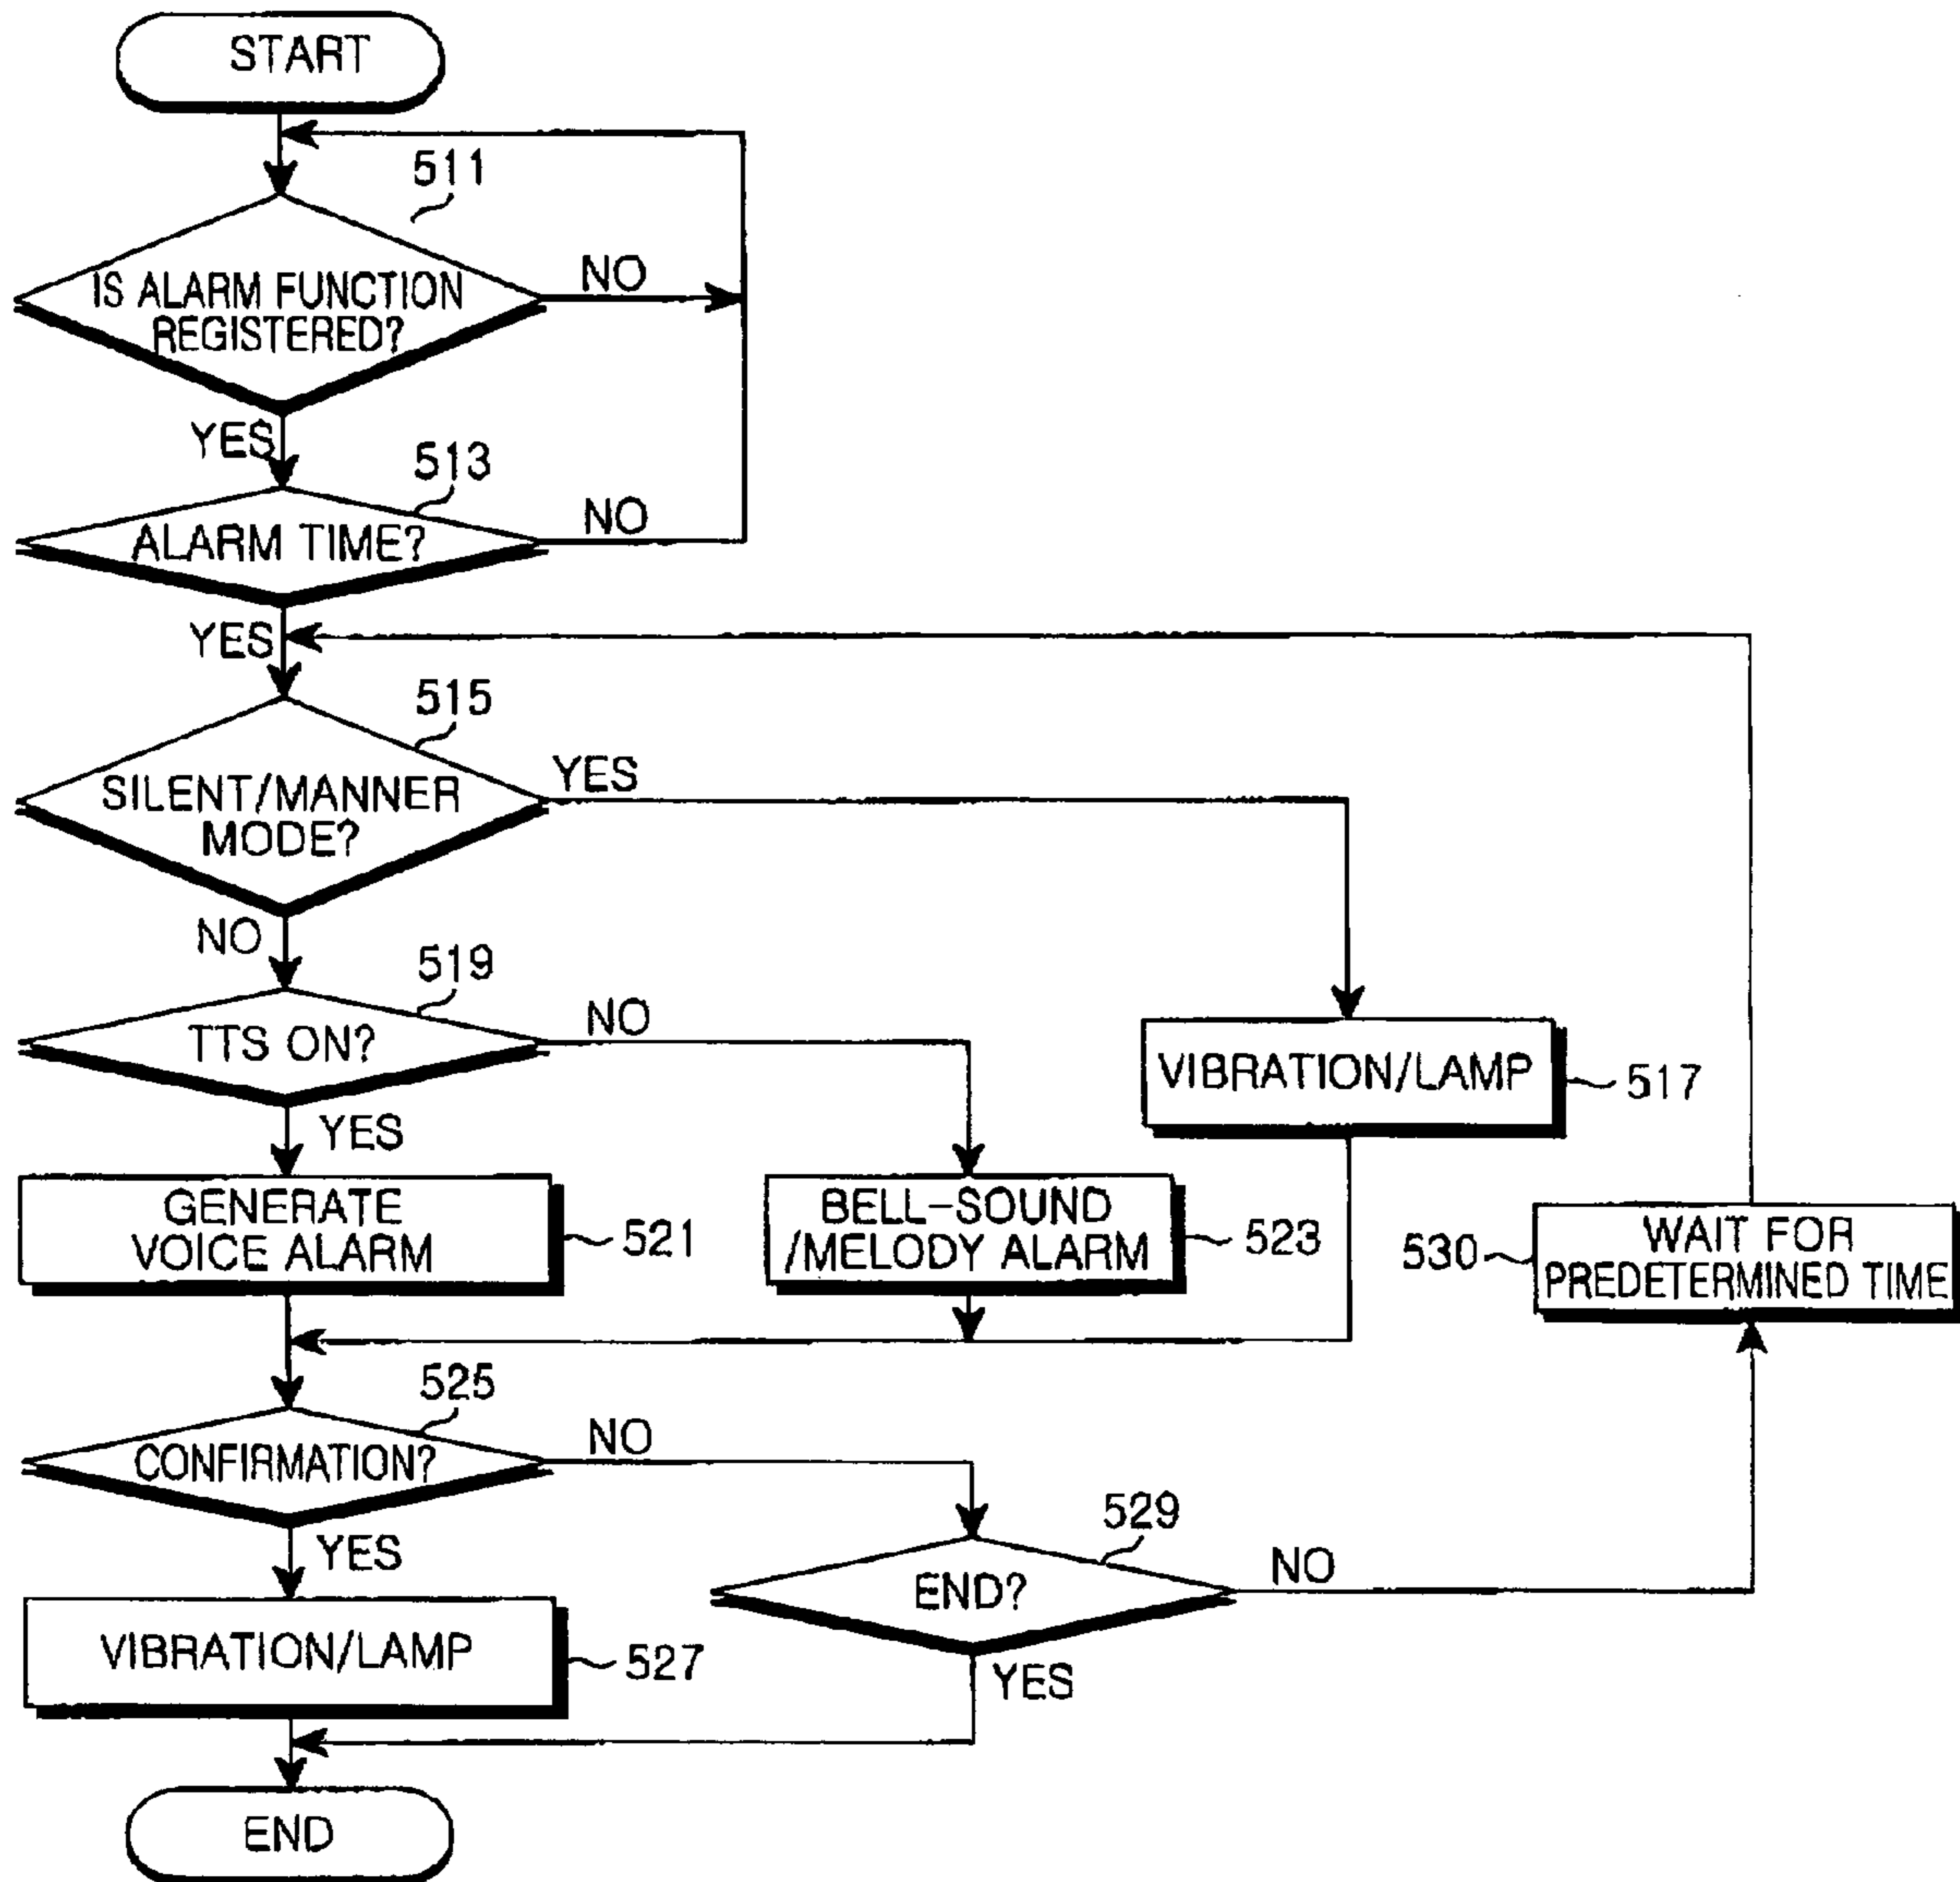 START
511
IS ALARM FUNCTION
REGISTERED?
NO
YES
513
ALARM TIME?
NO
YES
515
SILENT/MANNER
MODE?
YES
NO
519
TTS ON?
NO
VIBRATION/LAMP
517
YES
GENERATE
VOICE ALARM
521
BELL-SOUND
/MELODY ALARM
523
530
WAIT FOR
PREDETERMINED TIME
525
CONFIRMATION?
NO
YES
529
END?
NO
YES
VIBRATION/LAMP
527
END